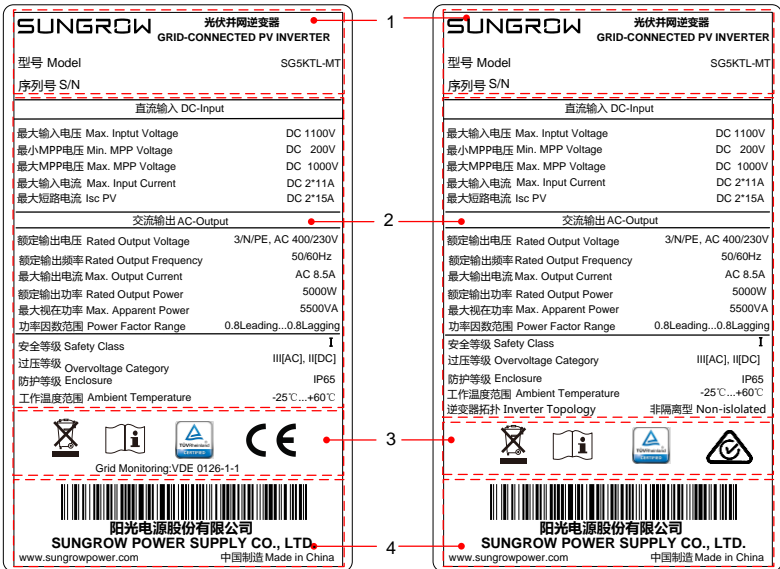 SUNGROW 光伏并网逆变器
GRID-CONNECTED PV INVERTER
型号 Model SG5KTL-MT
序列号 S/N
直流输入 DC-Input
最大输入电压 Max. Intput Voltage DC 1100V
最小MPP电压 Min. MPP Voltage DC 200V
最大MPP电压 Max. MPP Voltage DC 1000V
最大输入电流 Max. Input Current DC 2*11A
最大短路电流 Isc PV DC 2*15A
交流输出 AC-Output
额定输出电压 Rated Output Voltage 3/N/PE, AC 400/230V
额定输出频率 Rated Output Frequency 50/60Hz
最大输出电流 Max. Output Current AC 8.5A
额定输出功率 Rated Output Power 5000W
最大视在功率 Max. Apparent Power 5500VA
功率因数范围 Power Factor Range 0.8Leading...0.8Lagging
安全等级 Safety Class I
过压等级 Overvoltage Category III[AC], II[DC]
防护等级 Enclosure IP65
工作温度范围 Ambient Temperature -25℃...+60℃
i
TÜVRheinland
CERTIFIED
CE
Grid Monitoring:VDE 0126-1-1
阳光电源股份有限公司
SUNGROW POWER SUPPLY CO., LTD.
www.sungrowpower.com 中国制造 Made in China
1
2
3
4
SUNGROW 光伏并网逆变器
GRID-CONNECTED PV INVERTER
型号 Model SG5KTL-MT
序列号 S/N
直流输入 DC-Input
最大输入电压 Max. Intput Voltage DC 1100V
最小MPP电压 Min. MPP Voltage DC 200V
最大MPP电压 Max. MPP Voltage DC 1000V
最大输入电流 Max. Input Current DC 2*11A
最大短路电流 Isc PV DC 2*15A
交流输出 AC-Output
额定输出电压 Rated Output Voltage 3/N/PE, AC 400/230V
额定输出频率 Rated Output Frequency 50/60Hz
最大输出电流 Max. Output Current AC 8.5A
额定输出功率 Rated Output Power 5000W
最大视在功率 Max. Apparent Power 5500VA
功率因数范围 Power Factor Range 0.8Leading...0.8Lagging
安全等级 Safety Class I
过压等级 Overvoltage Category III[AC], II[DC]
防护等级 Enclosure IP65
工作温度范围 Ambient Temperature -25℃...+60℃
逆变器拓扑 Inverter Topology 非隔离型 Non-islolated
i
TÜVRheinland
CERTIFIED
阳光电源股份有限公司
SUNGROW POWER SUPPLY CO., LTD.
www.sungrowpower.com 中国制造 Made in China